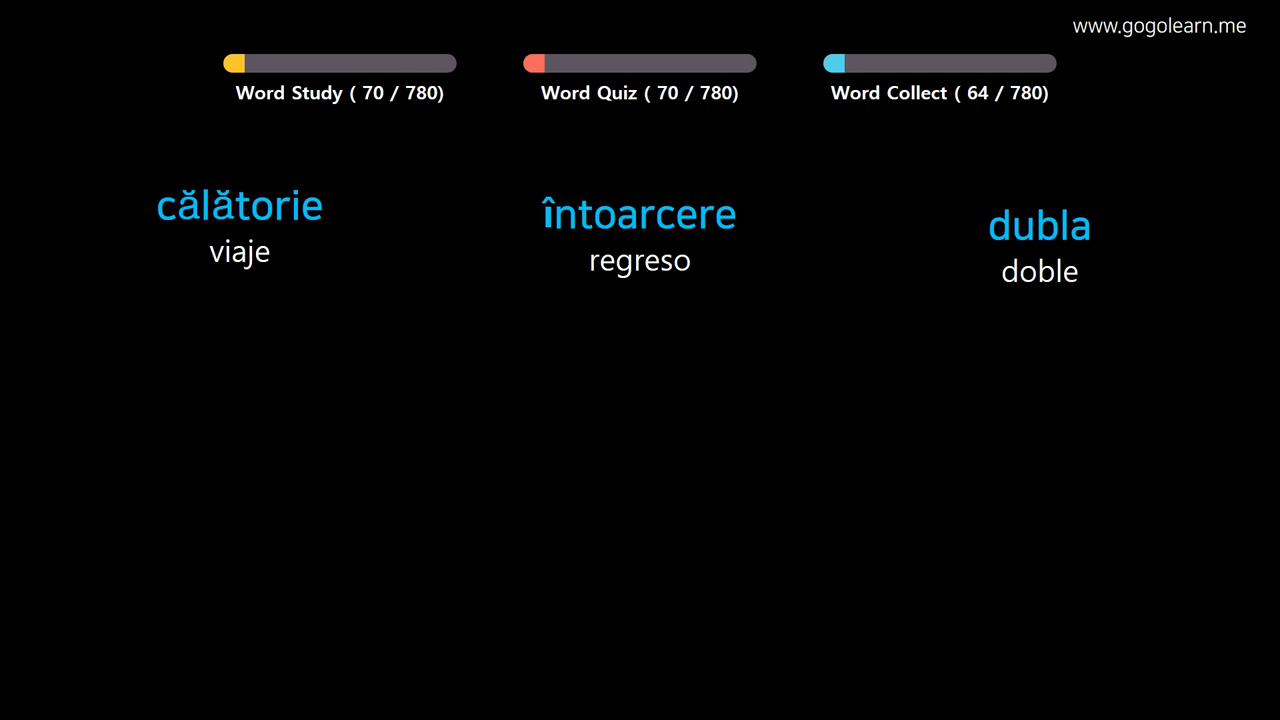 www.gogolearn.me
Word Study ( 70 / 780)
Word Quiz ( 70 / 780)
Word Collect ( 64 / 780)
călătorie
viaje
întoarcere
regreso
dubla
doble